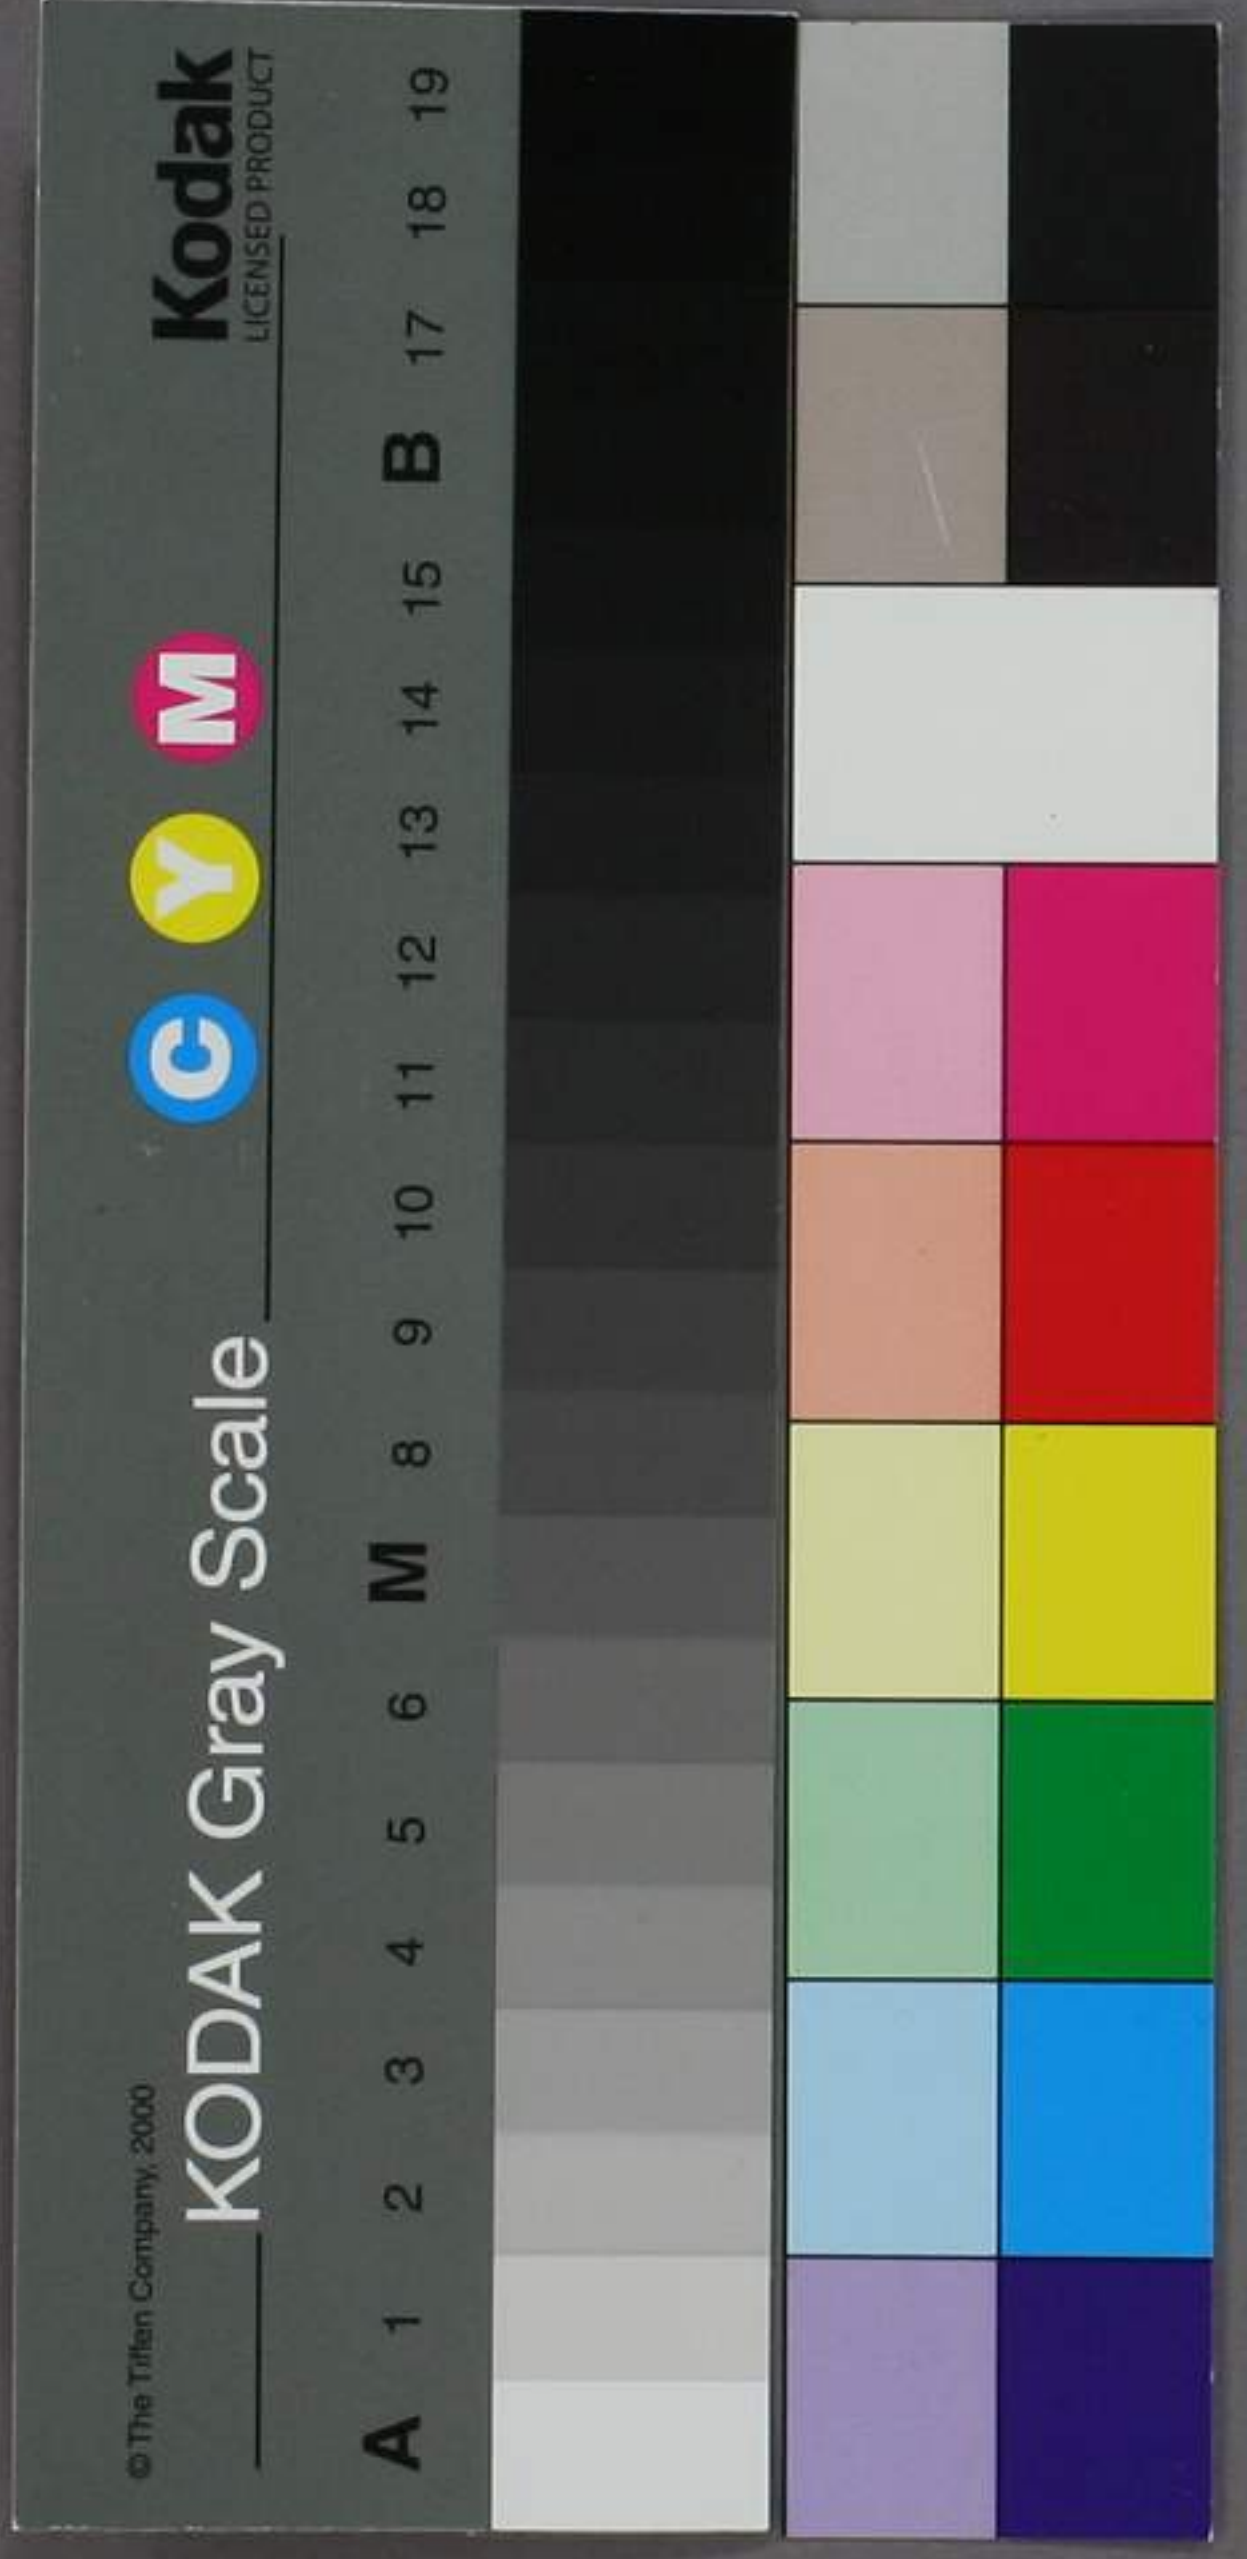 © The Tiffen Company, 2000
KODAK Gray Scale
C Y M
Kodak
LICENSED PRODUCT
A 1 2 3 4 5 6 M 8 9 10 11 12 13 14 15 B 17 18 19